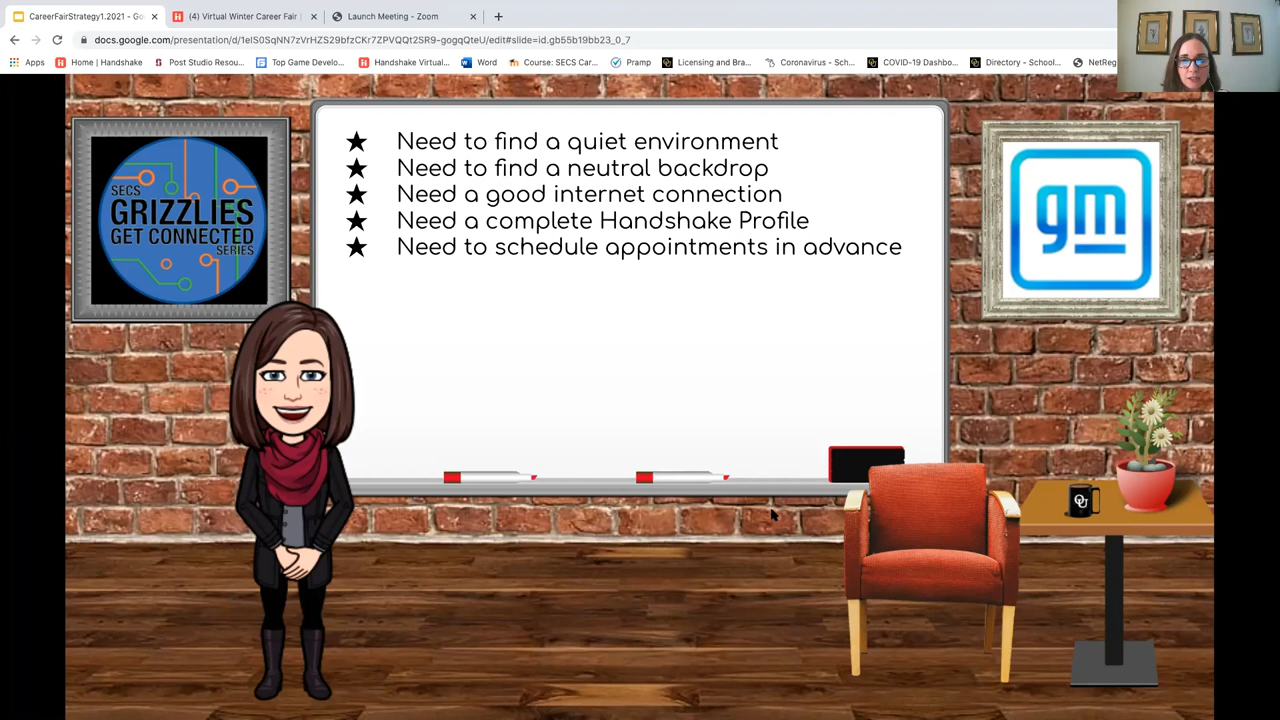 CareerFairStrategy1.2021 - Go
(4) Virtual Winter Career Fair
Launch Meeting - Zoom
docs.google.com/presentation/d/1eIS0SqNN7zVrHZS29bfzCKr7ZPVQQt2SR9-gogqQteU/edit#slide=id.gb55b19bb23_0_7
Apps
Home | Handshake
Post Studio Resou...
Top Game Develo...
Handshake Virtual...
Word
Course: SECS Car...
Pramp
Licensing and Bra...
Coronavirus - Sch...
COVID-19 Dashbo...
Directory - School...
NetReg
★ Need to find a quiet environment
★ Need to find a neutral backdrop
★ Need a good internet connection
★ Need a complete Handshake Profile
★ Need to schedule appointments in advance
SECS
GRIZZLIES
GET CONNECTED
SERIES
gm
OU